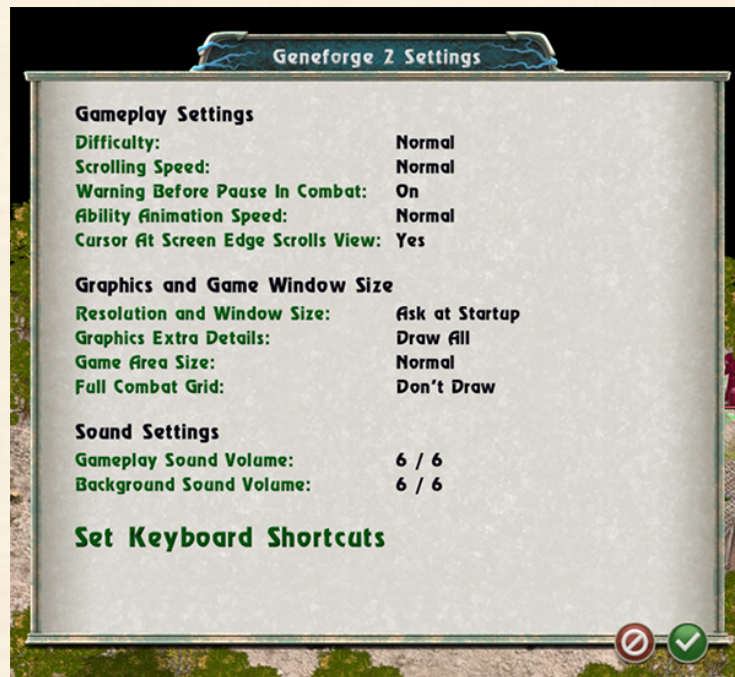 Geneforge 2 Settings
Gameplay Settings
Difficulty: Normal
Scrolling Speed: Normal
Warning Before Pause In Combat: On
Ability Animation Speed: Normal
Cursor At Screen Edge Scrolls View: Yes
Graphics and Game Window Size
Resolution and Window Size: Ask at Startup
Graphics Extra Details: Draw All
Game Area Size: Normal
Full Combat Grid: Don't Draw
Sound Settings
Gameplay Sound Volume: 6 / 6
Background Sound Volume: 6 / 6
Set Keyboard Shortcuts